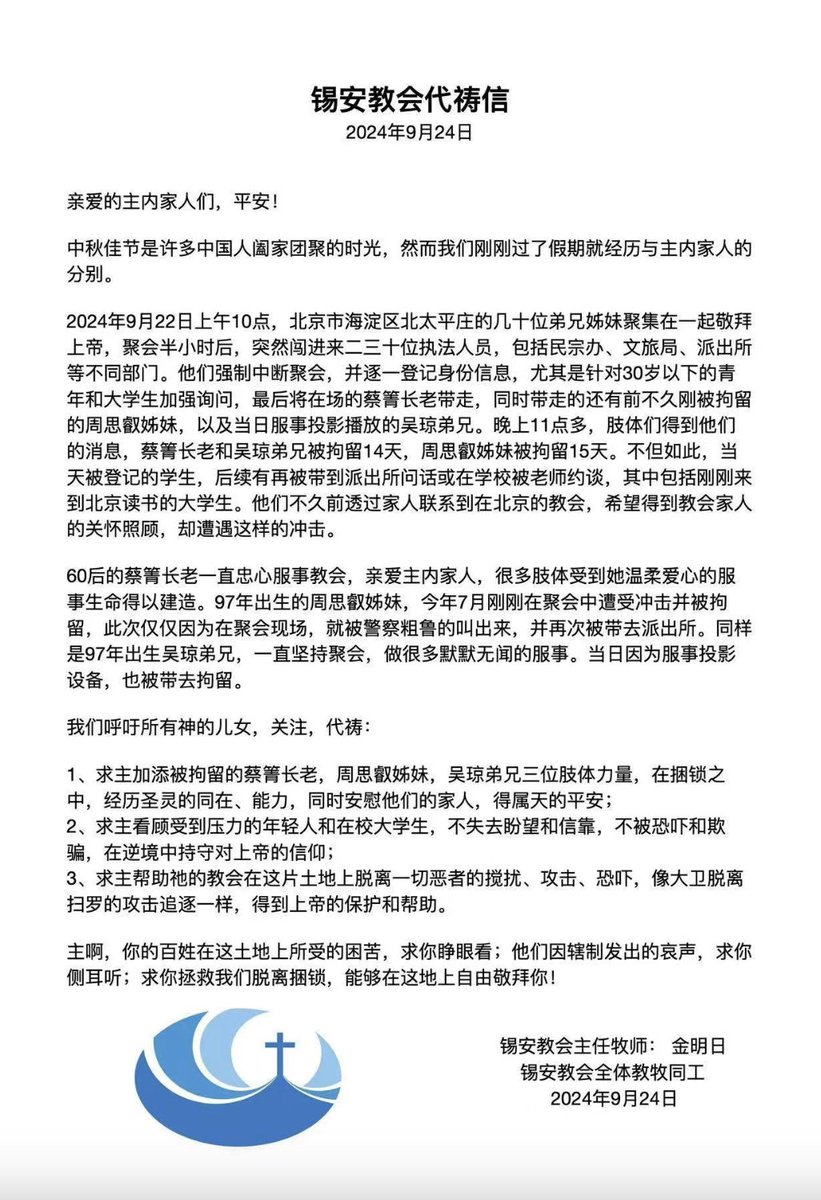 锡安教会代祷信
2024年9月24日
亲爱的主内家人们，平安！
中秋佳节是许多中国人阖家团聚的时光，然而我们刚刚过了假期就经历与主内家人的
分别。
2024年9月22日上午10点，北京市海淀区北太平庄的几十位弟兄姊妹聚集在一起敬拜
上帝，聚会半小时后，突然闯进来二三十位执法人员，包括民宗办、文旅局、派出所
等不同部门。他们强制中断聚会，并逐一登记身份信息，尤其是针对30岁以下的青
年和大学生加强询问，最后将在场的蔡箐长老带走，同时带走的还有前不久刚被拘留
的周思叡姊妹，以及当日服事投影播放的吴琼弟兄。晚上11点多，肢体们得到他们
的消息，蔡箐长老和吴琼弟兄被拘留14天，周思叡姊妹被拘留15天。不但如此，当
天被登记的学生，后续有再被带到派出所问话或在学校被老师约谈，其中包括刚刚来
到北京读书的大学生。他们不久前透过家人联系到在北京的教会，希望得到教会家人
的关怀照顾，却遭遇这样的冲击。
60后的蔡箐长老一直忠心服事教会，亲爱主内家人，很多肢体受到她温柔爱心的服
事生命得以建造。97年出生的周思叡姊妹，今年7月刚刚在聚会中遭受冲击并被拘
留，此次仅仅因为在聚会现场，就被警察粗鲁的叫出来，并再次被带去派出所。同样
是97年出生吴琼弟兄，一直坚持聚会，做很多默默无闻的服事。当日因为服事投影
设备，也被带去拘留。
我们呼吁所有神的儿女，关注，代祷：
1、求主加添被拘留的蔡箐长老，周思叡姊妹，吴琼弟兄三位肢体力量，在捆锁之
中，经历圣灵的同在、能力，同时安慰他们的家人，得属天的平安；
2、求主看顾受到压力的年轻人和在校大学生，不失去盼望和信靠，不被恐吓和欺
骗，在逆境中持守对上帝的信仰；
3、求主帮助祂的教会在这片土地上脱离一切恶者的搅扰、攻击、恐吓，像大卫脱离
扫罗的攻击追逐一样，得到上帝的保护和帮助。
主啊，你的百姓在这土地上所受的困苦，求你睁眼看；他们因辖制发出的哀声，求你
侧耳听；求你拯救我们脱离捆锁，能够在这地上自由敬拜你！
锡安教会主任牧师： 金明日
锡安教会全体教牧同工
2024年9月24日